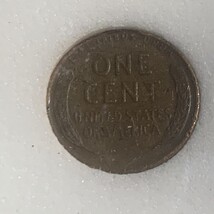 ONE
CENT
UNITED STATES
OF AMERICA